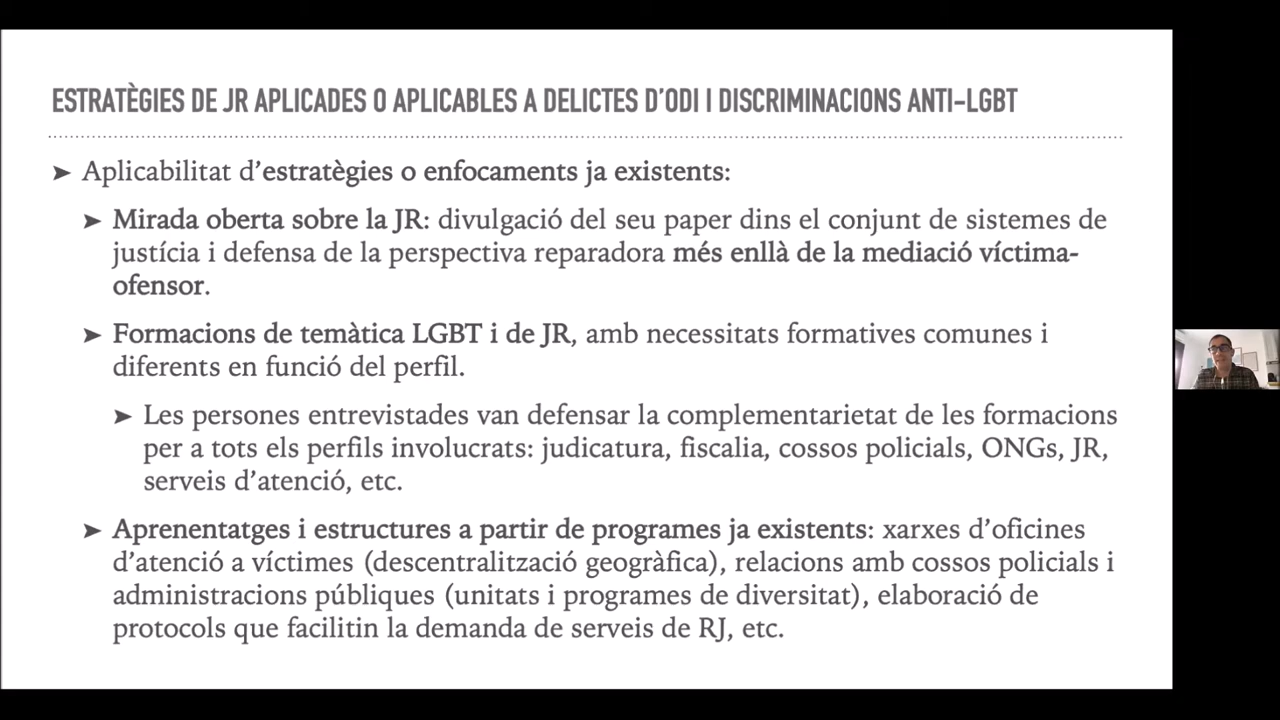 ESTRATÈGIES DE JR APLICADES O APLICABLES A DELICTES D'ODI I DISCRIMINACIONS ANTI-LGBT
➤ Aplicabilitat d'estratègies o enfocaments ja existents:
➤ Mirada oberta sobre la JR: divulgació del seu paper dins el conjunt de sistemes de
justícia i defensa de la perspectiva reparadora més enllà de la mediació víctima-
ofensor.
➤ Formacions de temàtica LGBT i de JR, amb necessitats formatives comunes i
diferents en funció del perfil.
➤ Les persones entrevistades van defensar la complementarietat de les formacions
per a tots els perfils involucrats: judicatura, fiscalia, cossos policials, ONGs, JR,
serveis d'atenció, etc.
➤ Aprenentatges i estructures a partir de programes ja existents: xarxes d'oficines
d'atenció a víctimes (descentralització geogràfica), relacions amb cossos policials i
administracions públiques (unitats i programes de diversitat), elaboració de
protocols que facilitin la demanda de serveis de RJ, etc.